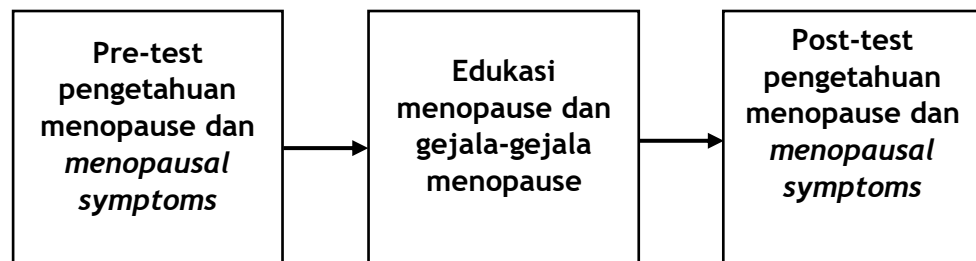 Pre-test
pengetahuan
menopause dan
menopausal
symptoms
Edukasi
menopause dan
gejala-gejala
menopause
Post-test
pengetahuan
menopause dan
menopausal
symptoms